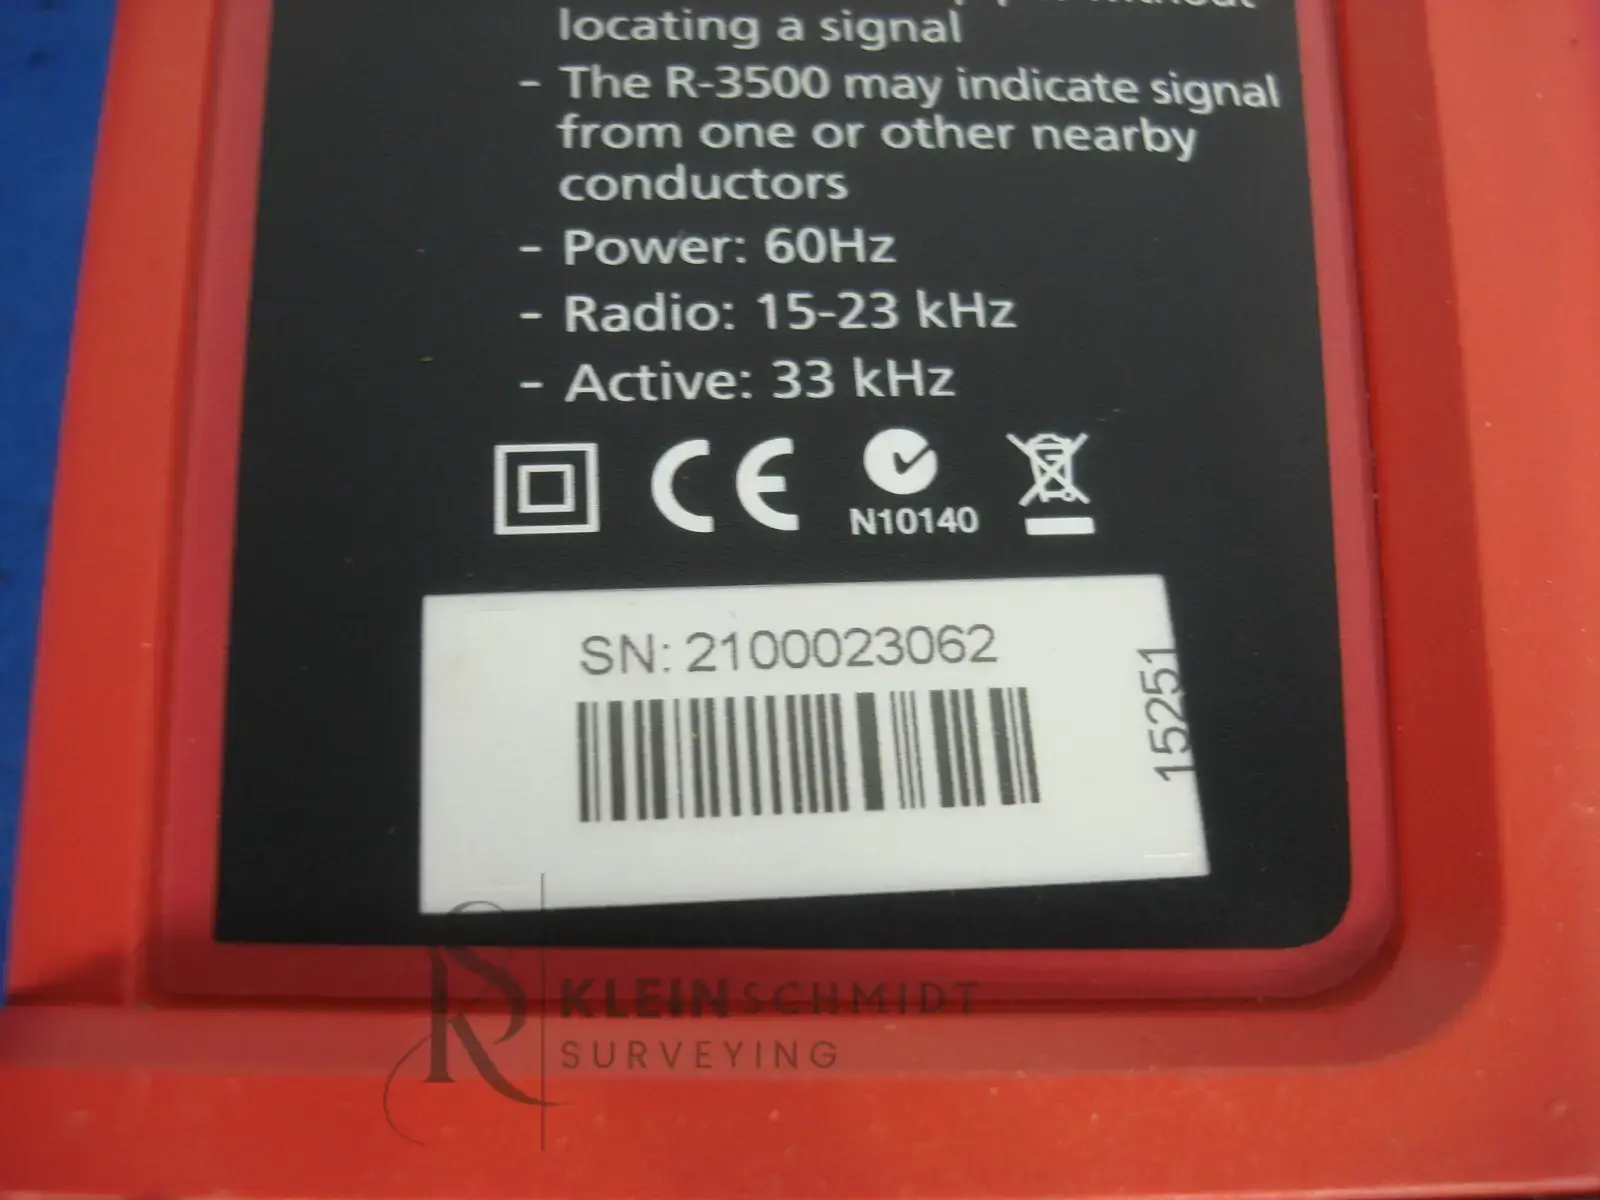 locating a signal
- The R-3500 may indicate signal
from one or other nearby
conductors
- Power: 60Hz
- Radio: 15-23 kHz
- Active: 33 kHz
CE
N10140
SN: 2100023062
15251
KLEINSCHMIDT
SURVEYING